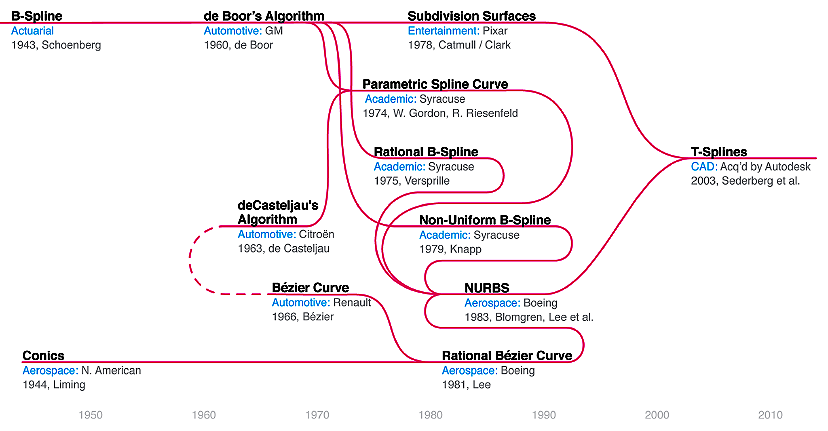 B-Spline
Actuarial
1943, Schoenberg
de Boor's Algorithm
Automotive: GM
1960, de Boor
Subdivision Surfaces
Entertainment: Pixar
1978, Catmull / Clark
Parametric Spline Curve
Academic: Syracuse
1974, W. Gordon, R. Riesenfeld
Rational B-Spline
Academic: Syracuse
1975, Versprille
T-Splines
CAD: Acq'd by Autodesk
2003, Sederberg et al.
deCasteljau's
Algorithm
Automotive: Citroën
1963, de Casteljau
Non-Uniform B-Spline
Academic: Syracuse
1979, Knapp
Bézier Curve
Automotive: Renault
1966, Bézier
NURBS
Aerospace: Boeing
1983, Blomgren, Lee et al.
Conics
Aerospace: N. American
1944, Liming
Rational Bézier Curve
Aerospace: Boeing
1981, Lee
1950 1960 1970 1980 1990 2000 2010